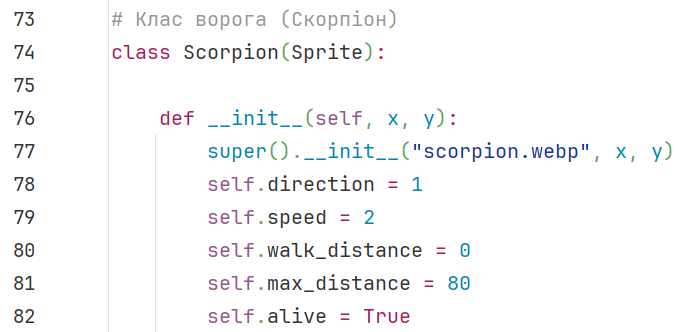 73 # Клас ворога (Скорпіон)
74 class Scorpion(Sprite):
75
76 def __init__(self, x, y):
77 super().__init__("scorpion.webp", x, y)
78 self.direction = 1
79 self.speed = 2
80 self.walk_distance = 0
81 self.max_distance = 80
82 self.alive = True